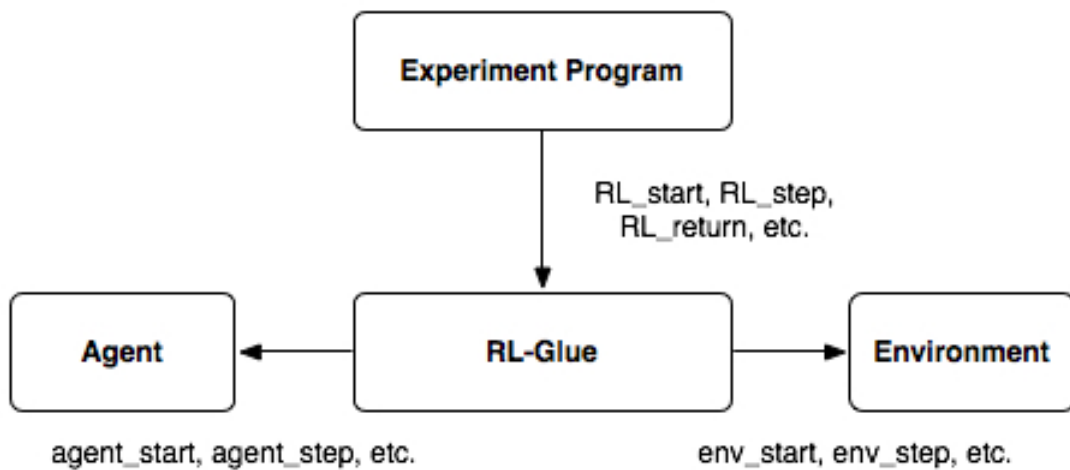 Experiment Program
RL_start, RL_step,
RL_return, etc.
Agent
RL-Glue
Environment
agent_start, agent_step, etc.
env_start, env_step, etc.